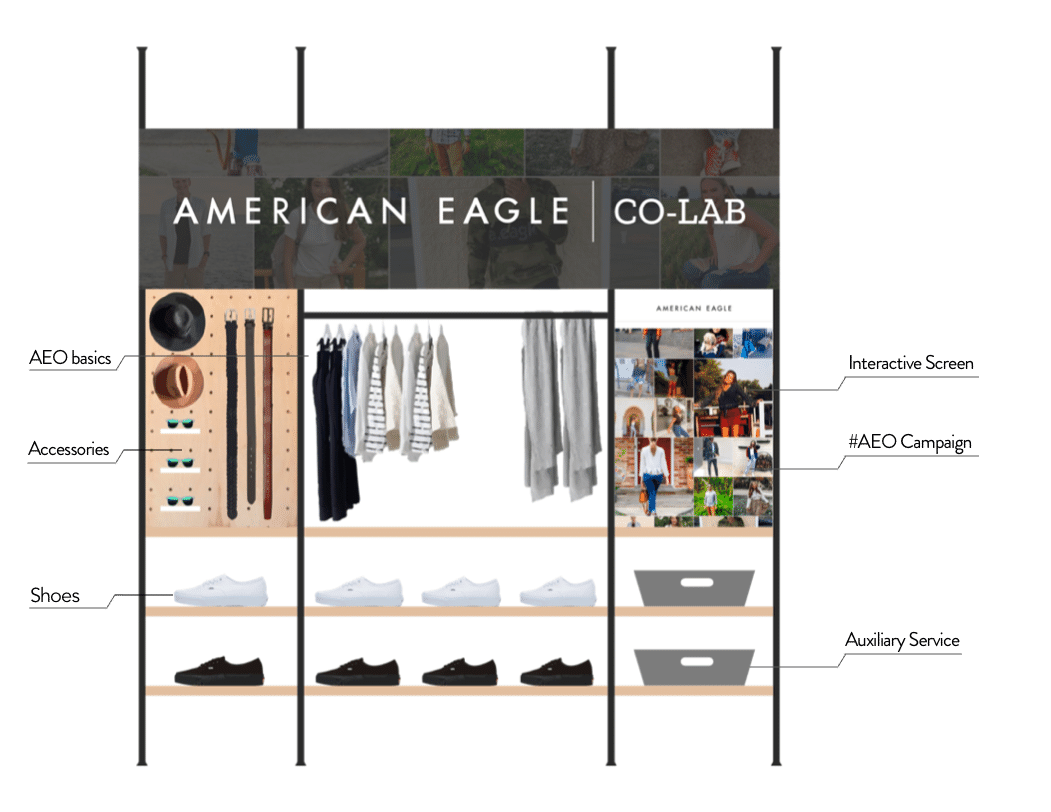 AMERICAN EAGLE | CO-LAB
AMERICAN EAGLE
AEO basics
Accessories
Shoes
Interactive Screen
#AEO Campaign
Auxiliary Service